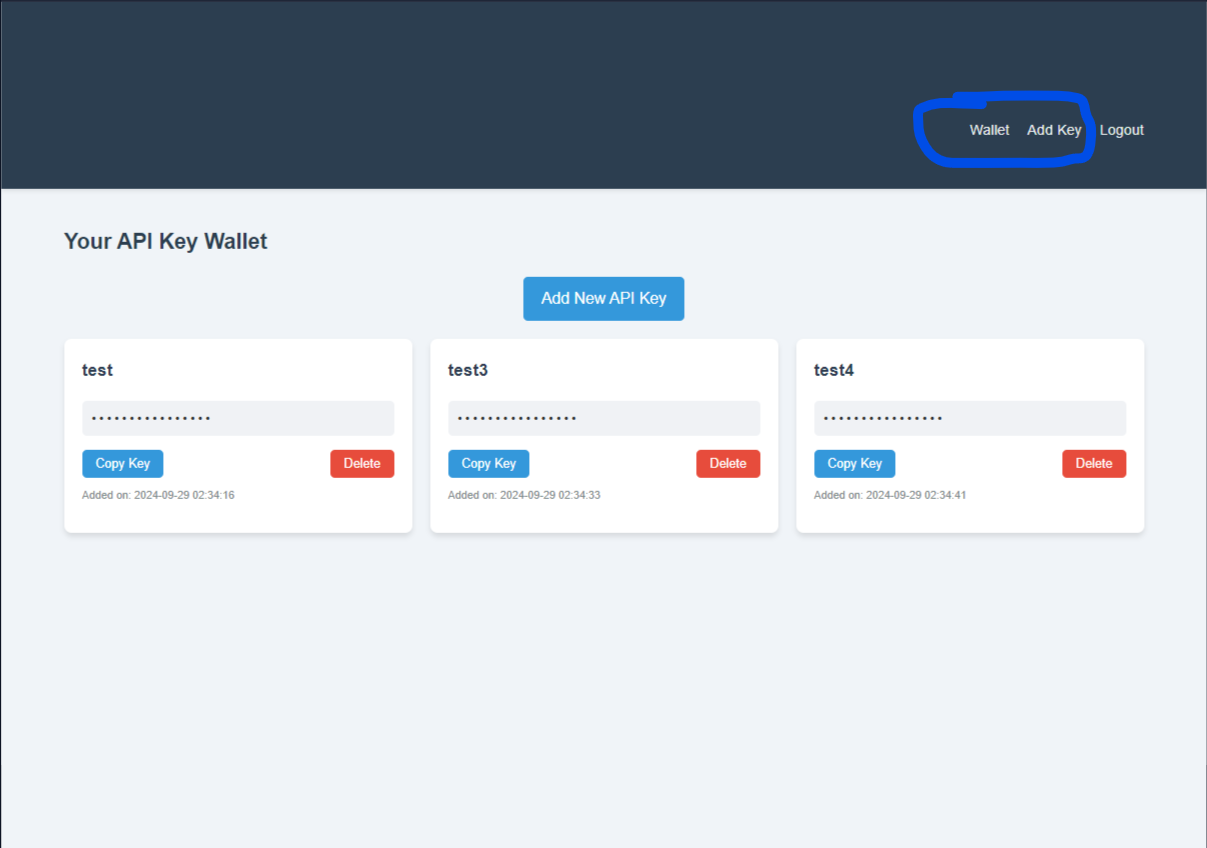 Wallet Add Key Logout
Your API Key Wallet
Add New API Key
test
••••••••••••••••
Copy Key Delete
Added on: 2024-09-29 02:34:16
test3
••••••••••••••••
Copy Key Delete
Added on: 2024-09-29 02:34:33
test4
••••••••••••••••
Copy Key Delete
Added on: 2024-09-29 02:34:41